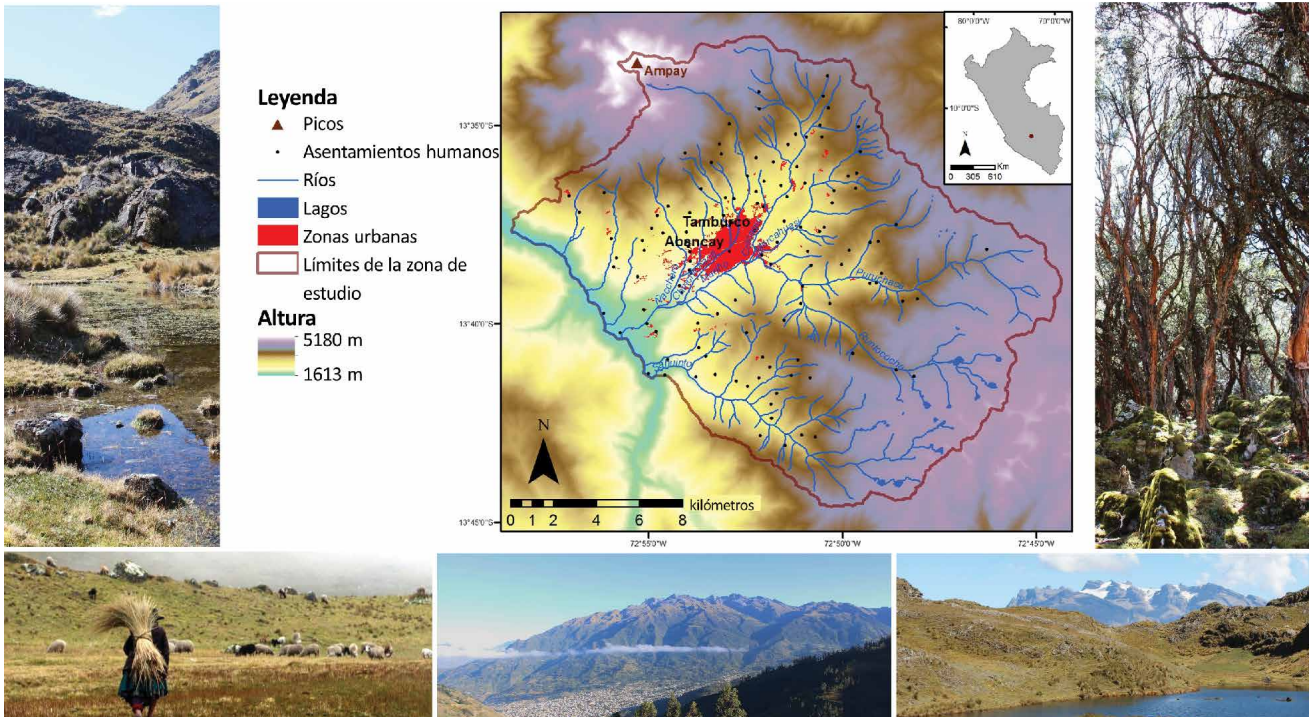 Leyenda
Picos
Asentamientos humanos
Ríos
Lagos
Zonas urbanas
Límites de la zona de
estudio
Altura
5180 m
1613 m
Ampay
Tamburco
Abancay
N
kilómetros
0 1 2 4 6 8
13°35'0"S
13°40'0"S
13°45'0"S
72°55'0"W
72°50'0"W
72°45'0"W
80°0'0"W
70°0'0"W
10°0'0"S
N
Km
0 305 610